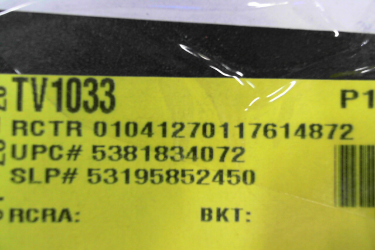 TV1033 P1
RCTR 01041270117614872
UPC# 5381834072
SLP# 53195852450
RCRA: BKT: